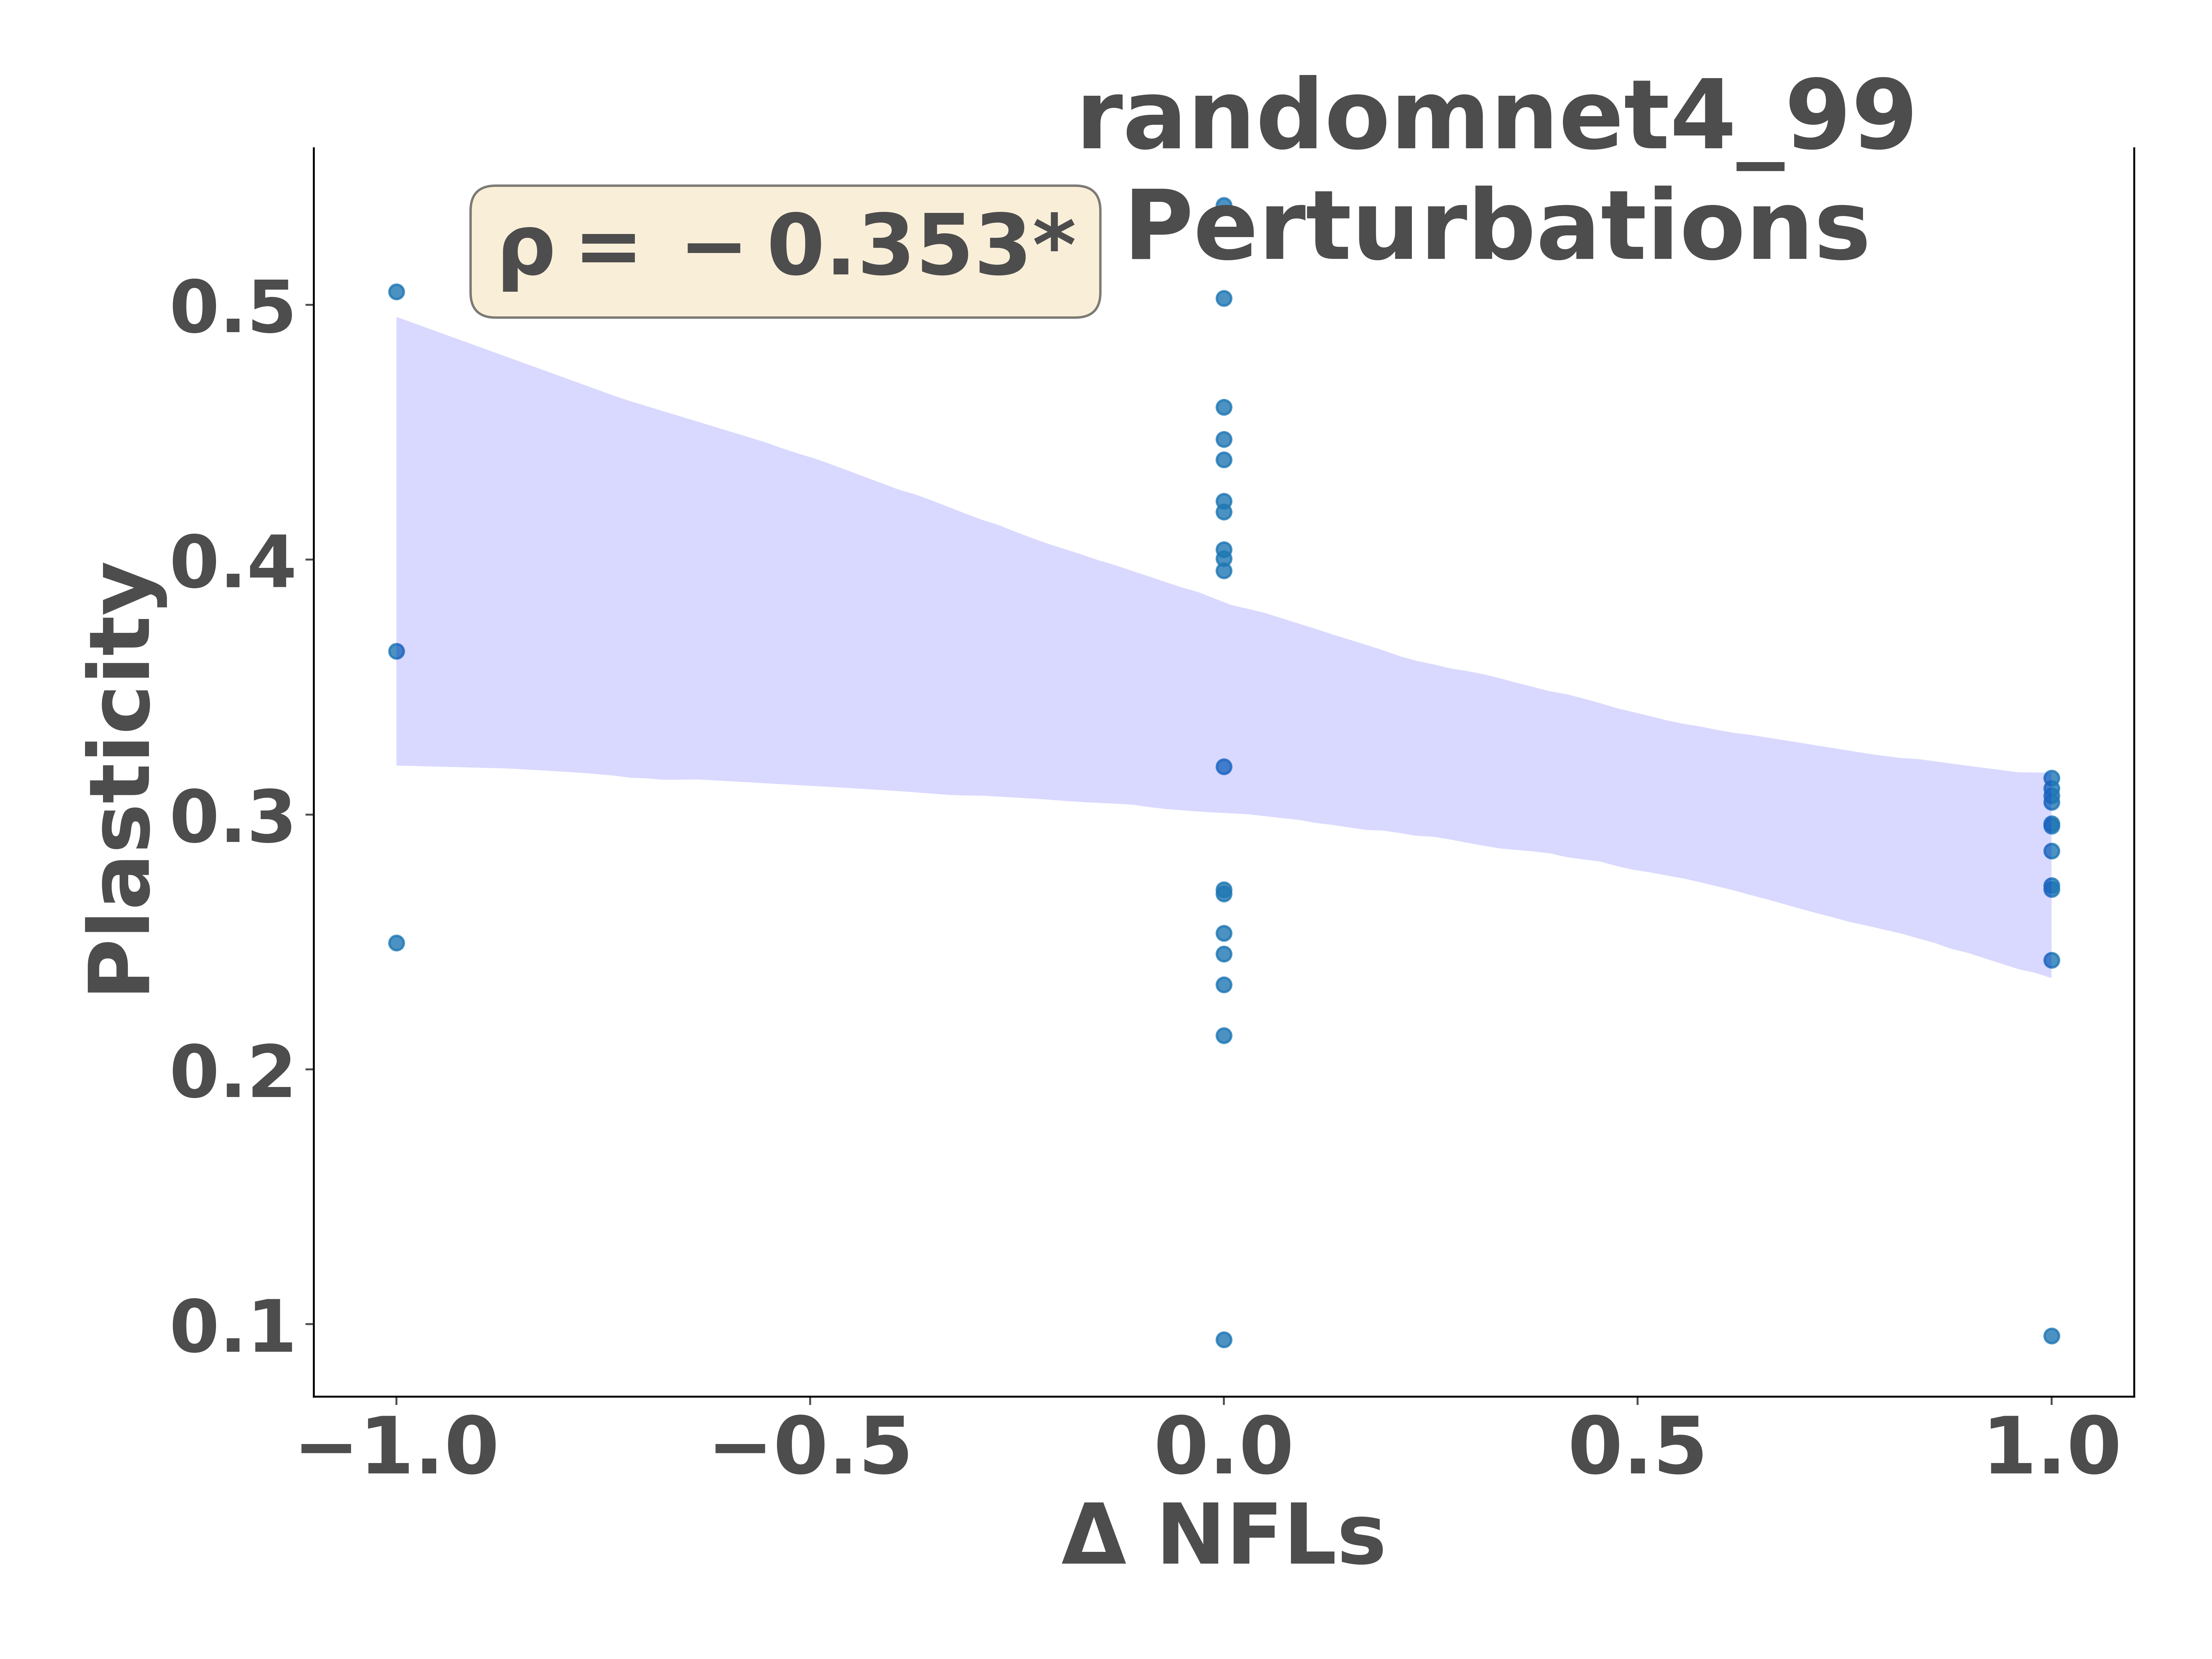 randomnet4_99
Perturbations
ρ = − 0.353*
Plasticity
0.5
0.4
0.3
0.2
0.1
−1.0
−0.5
0.0
0.5
1.0
Δ NFLs